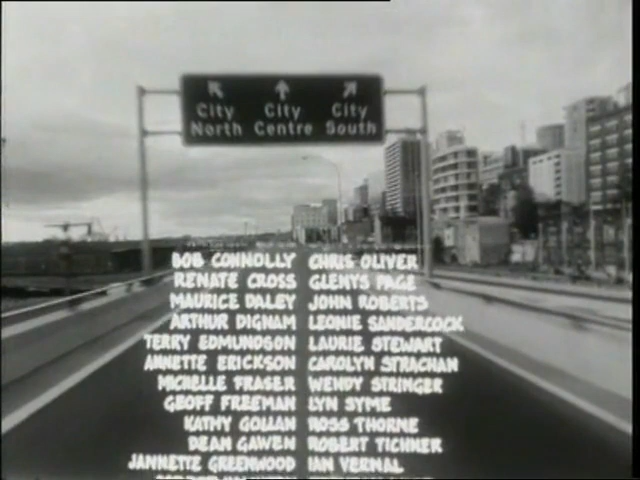 City City City
North Centre South
BOB CONNOLLY CHRIS OLIVER
RENATE CROSS GLENYS PAGE
MAURICE DALEY JOHN ROBERTS
ARTHUR DIGNAM LEONIE SANDERCOCK
TERRY EDMUNDSON LAURIE STEWART
ANNETTE ERICKSON CAROLYN STRACHAN
MICHELLE FRASER WENDY STRINGER
GEOFF FREEMAN LYN SYME
KATHY GOLLAN ROSS THORNE
DEAN GAWEN ROBERT TICHNER
JANNETTE GREENWOOD IAN VERNAL